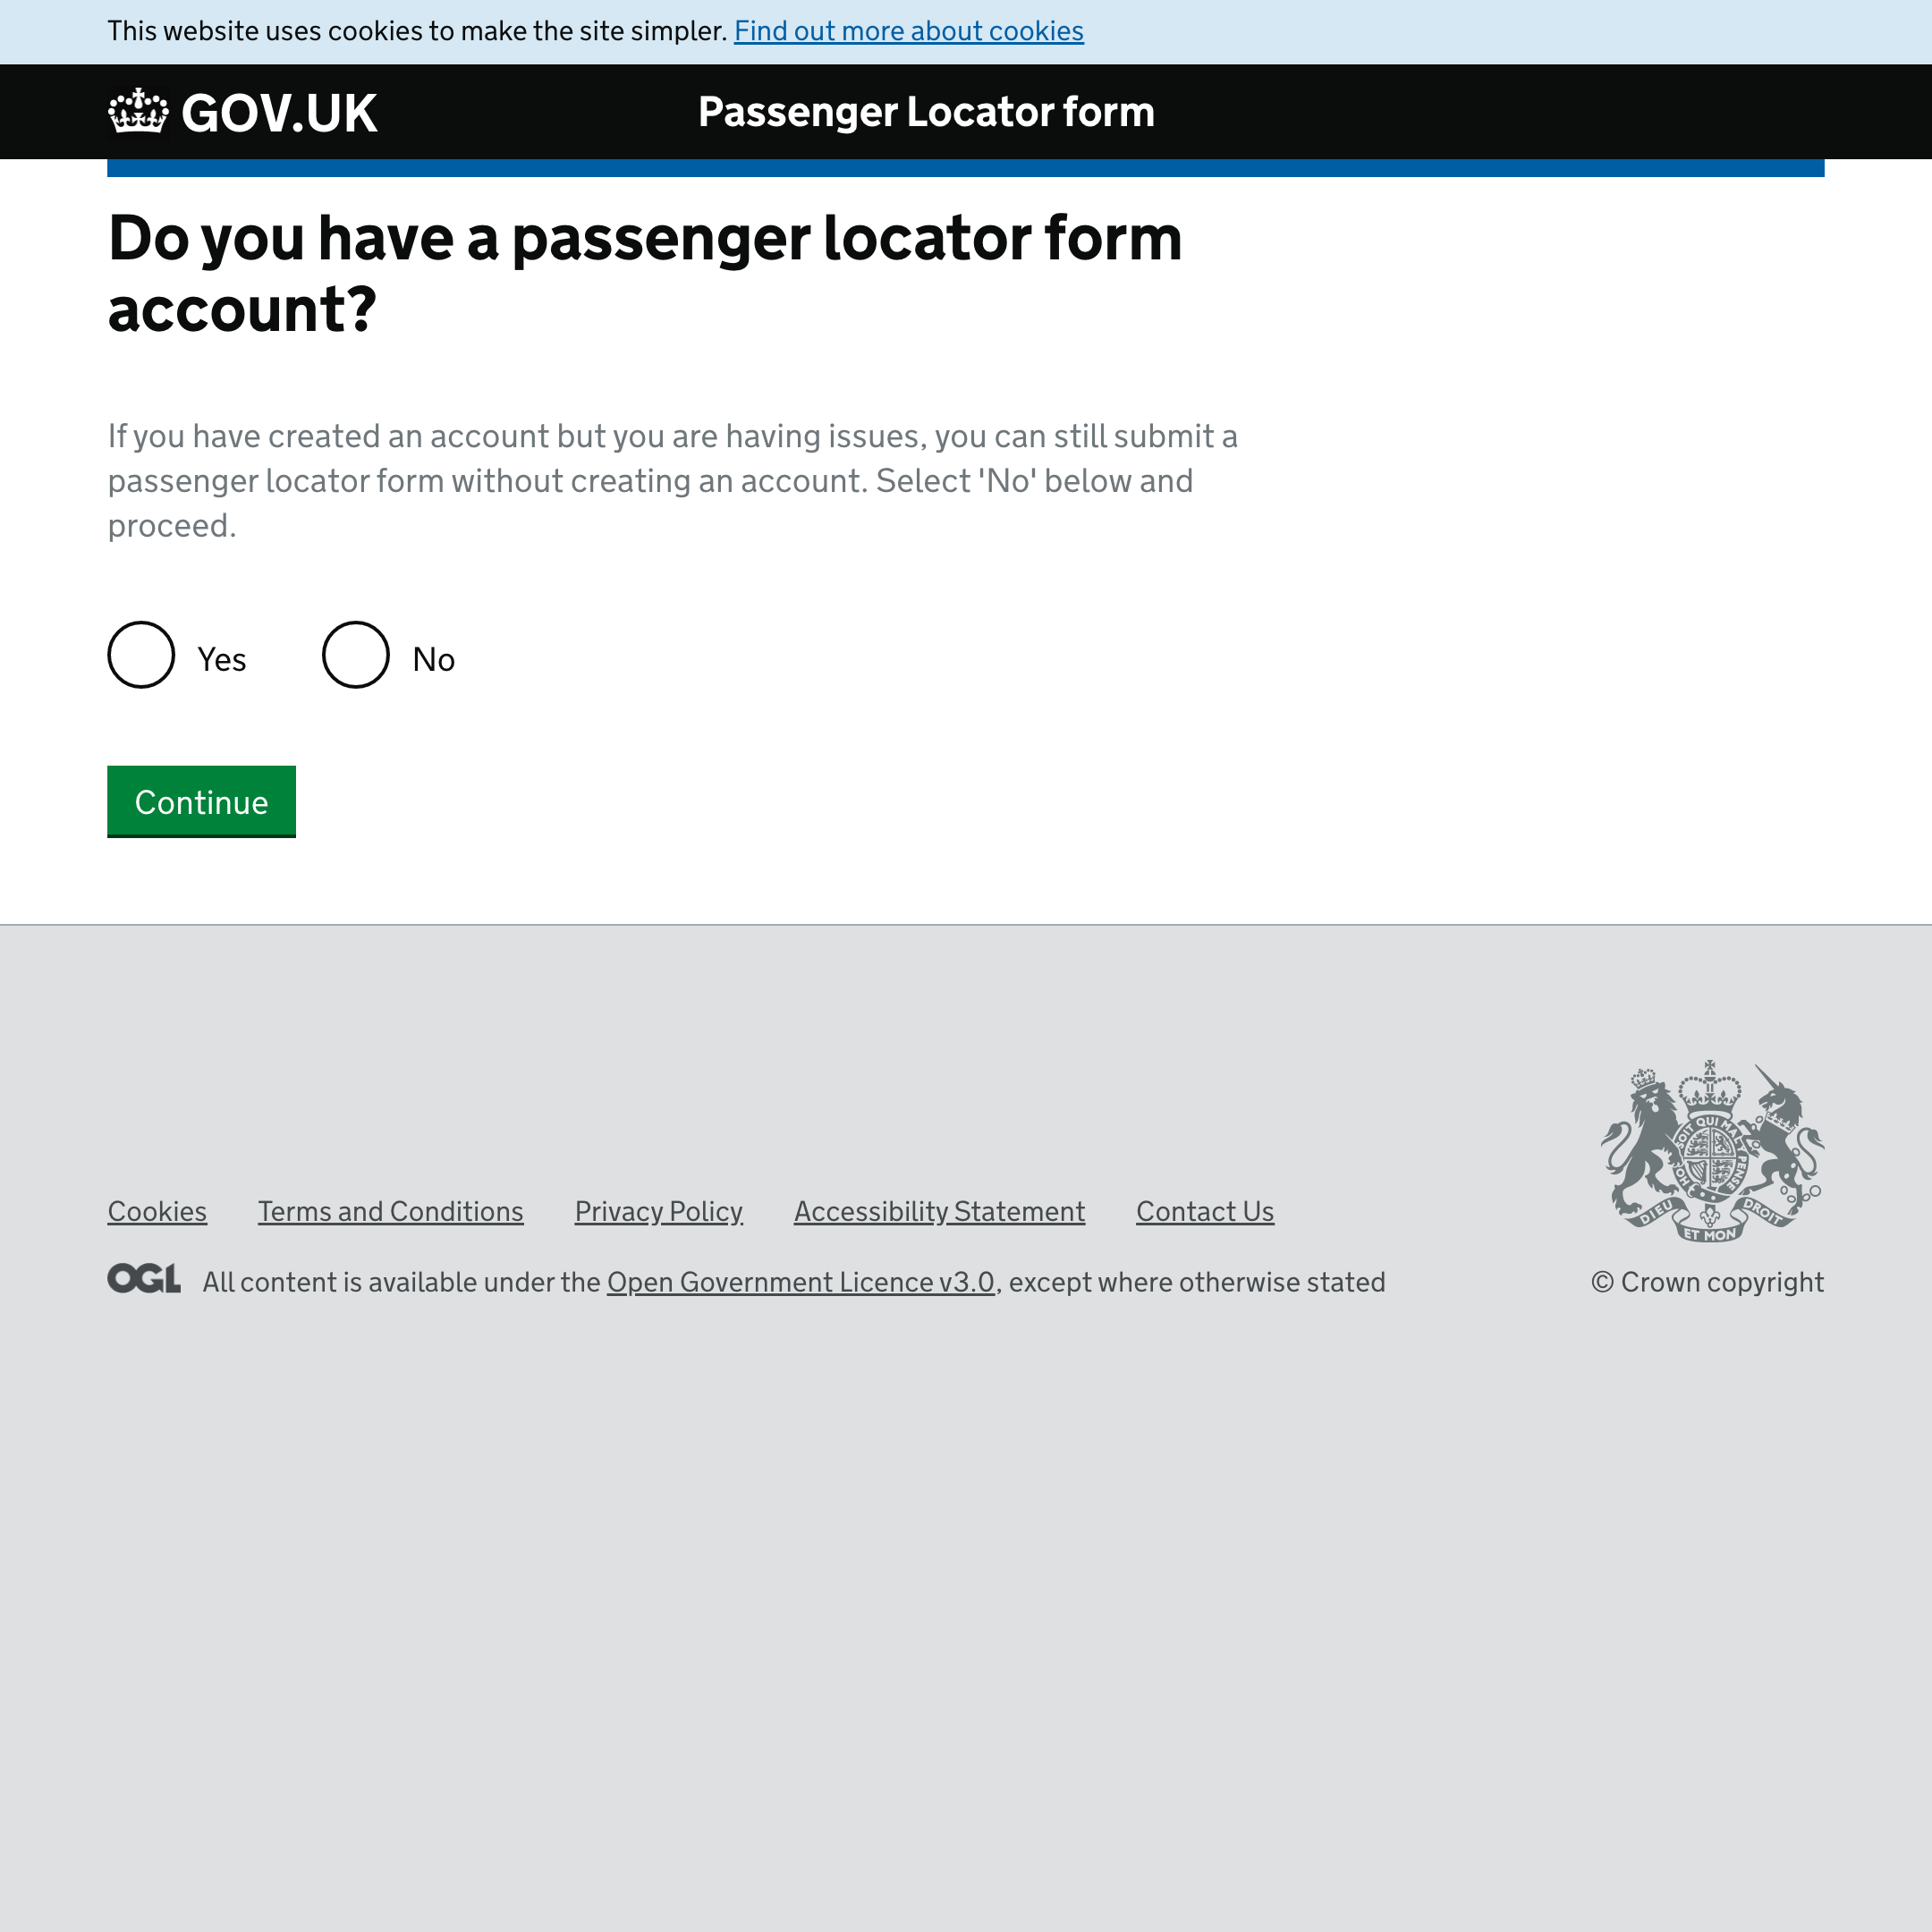 This website uses cookies to make the site simpler. Find out more about cookies
GOV.UK
Passenger Locator form
Do you have a passenger locator form
account?
If you have created an account but you are having issues, you can still submit a
passenger locator form without creating an account. Select 'No' below and
proceed.
Yes
No
Continue
SOIT QUI MAL Y PENSE
HON
DIEU ET MON DROIT
Cookies
Terms and Conditions
Privacy Policy
Accessibility Statement
Contact Us
OGL
All content is available under the Open Government Licence v3.0, except where otherwise stated
© Crown copyright